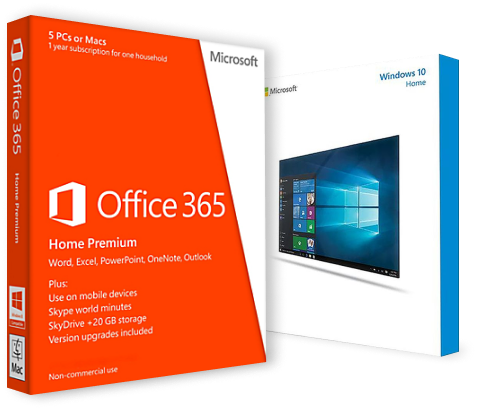 5 PCs or Macs
1 year subscription for one household
Microsoft
Office 365
Home Premium
Office 365
Home Premium
Word, Excel, PowerPoint, OneNote, Outlook
Plus:
Use on mobile devices
Skype world minutes
SkyDrive +20 GB storage
Version upgrades included
Non-commercial use
Mac
Microsoft
Windows 10
Home